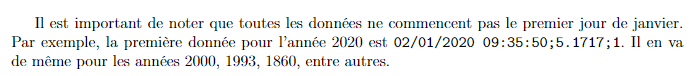 Il est important de noter que toutes les données ne commencent pas le premier jour de janvier.
Par exemple, la première donnée pour l'année 2020 est 02/01/2020 09:35:50;5.1717;1. Il en va
de même pour les années 2000, 1993, 1860, entre autres.